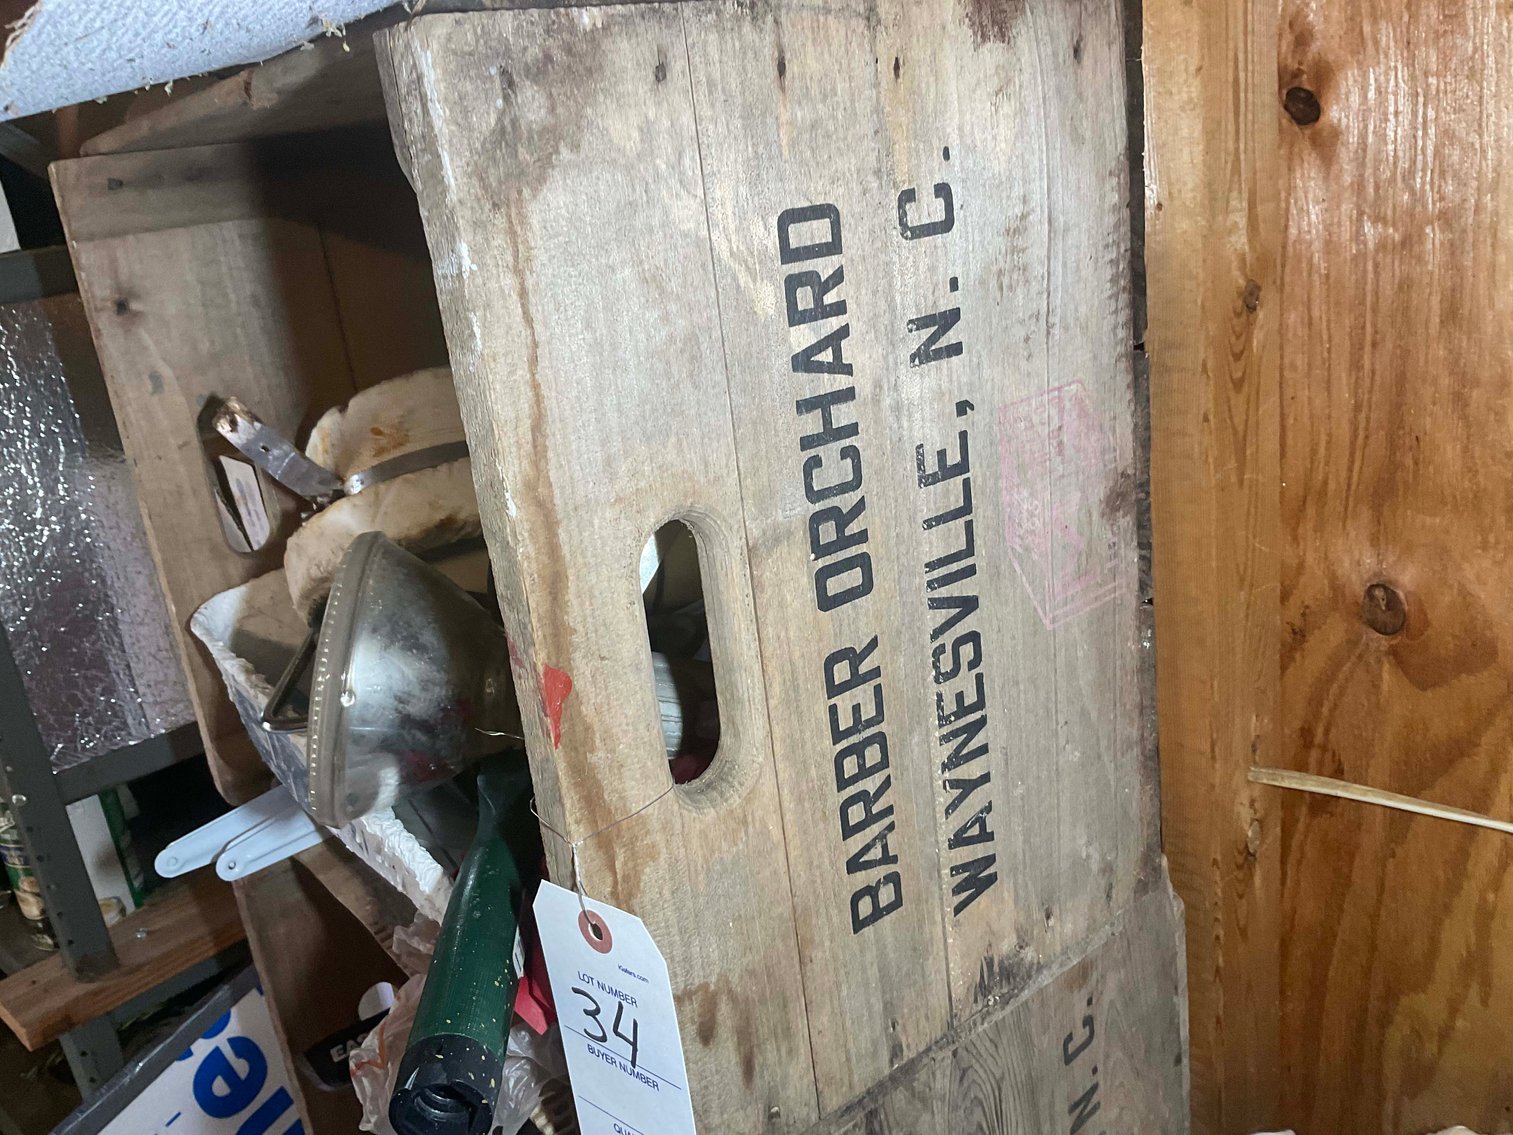 BARBER ORCHARD
WAYNESVILLE, N. C.
N. C.
LOT NUMBER
34
BUYER NUMBER